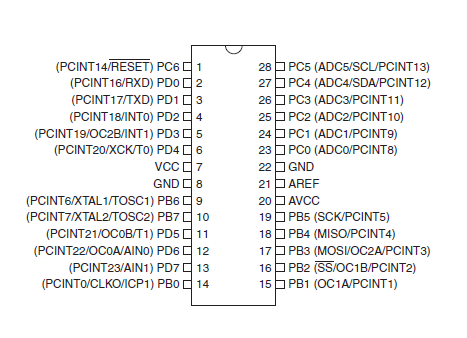 (PCINT14/RESET) PC6 1 28 PC5 (ADC5/SCL/PCINT13)
(PCINT16/RXD) PD0 2 27 PC4 (ADC4/SDA/PCINT12)
(PCINT17/TXD) PD1 3 26 PC3 (ADC3/PCINT11)
(PCINT18/INT0) PD2 4 25 PC2 (ADC2/PCINT10)
(PCINT19/OC2B/INT1) PD3 5 24 PC1 (ADC1/PCINT9)
(PCINT20/XCK/T0) PD4 6 23 PC0 (ADC0/PCINT8)
VCC 7 22 GND
GND 8 21 AREF
(PCINT6/XTAL1/TOSC1) PB6 9 20 AVCC
(PCINT7/XTAL2/TOSC2) PB7 10 19 PB5 (SCK/PCINT5)
(PCINT21/OC0B/T1) PD5 11 18 PB4 (MISO/PCINT4)
(PCINT22/OC0A/AIN0) PD6 12 17 PB3 (MOSI/OC2A/PCINT3)
(PCINT23/AIN1) PD7 13 16 PB2 (SS/OC1B/PCINT2)
(PCINT0/CLKO/ICP1) PB0 14 15 PB1 (OC1A/PCINT1)